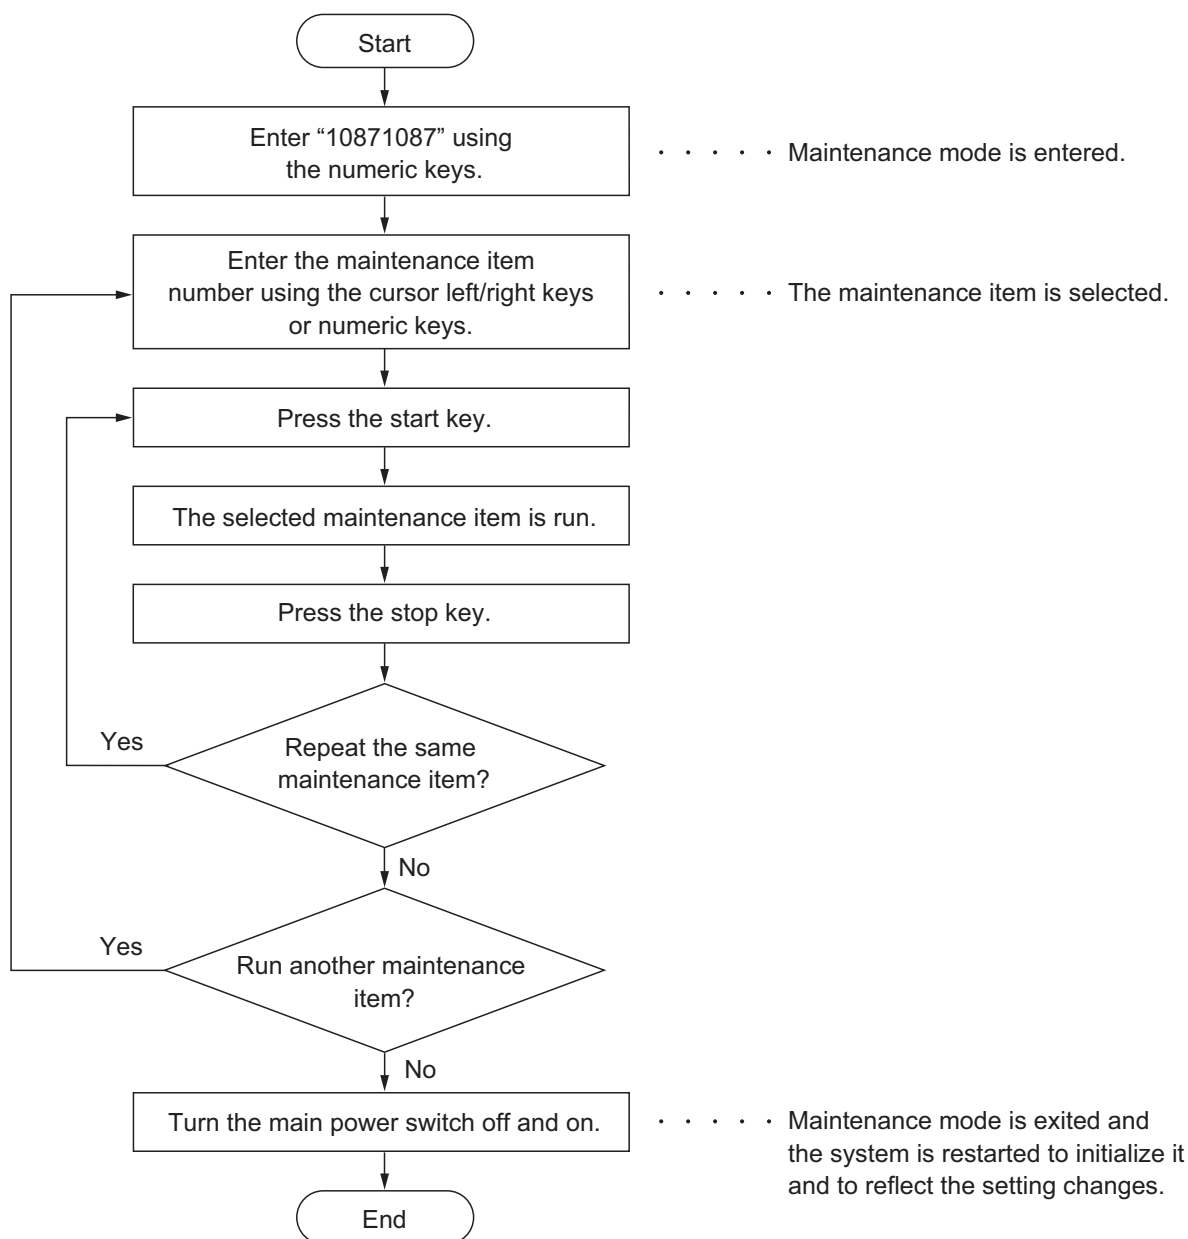 Start
Enter “10871087” using
the numeric keys.
· · · · · Maintenance mode is entered.
Enter the maintenance item
number using the cursor left/right keys
or numeric keys.
· · · · · The maintenance item is selected.
Press the start key.
The selected maintenance item is run.
Press the stop key.
Yes
Repeat the same
maintenance item?
No
Yes
Run another maintenance
item?
No
Turn the main power switch off and on.
· · · · · Maintenance mode is exited and
the system is restarted to initialize it
and to reflect the setting changes.
End